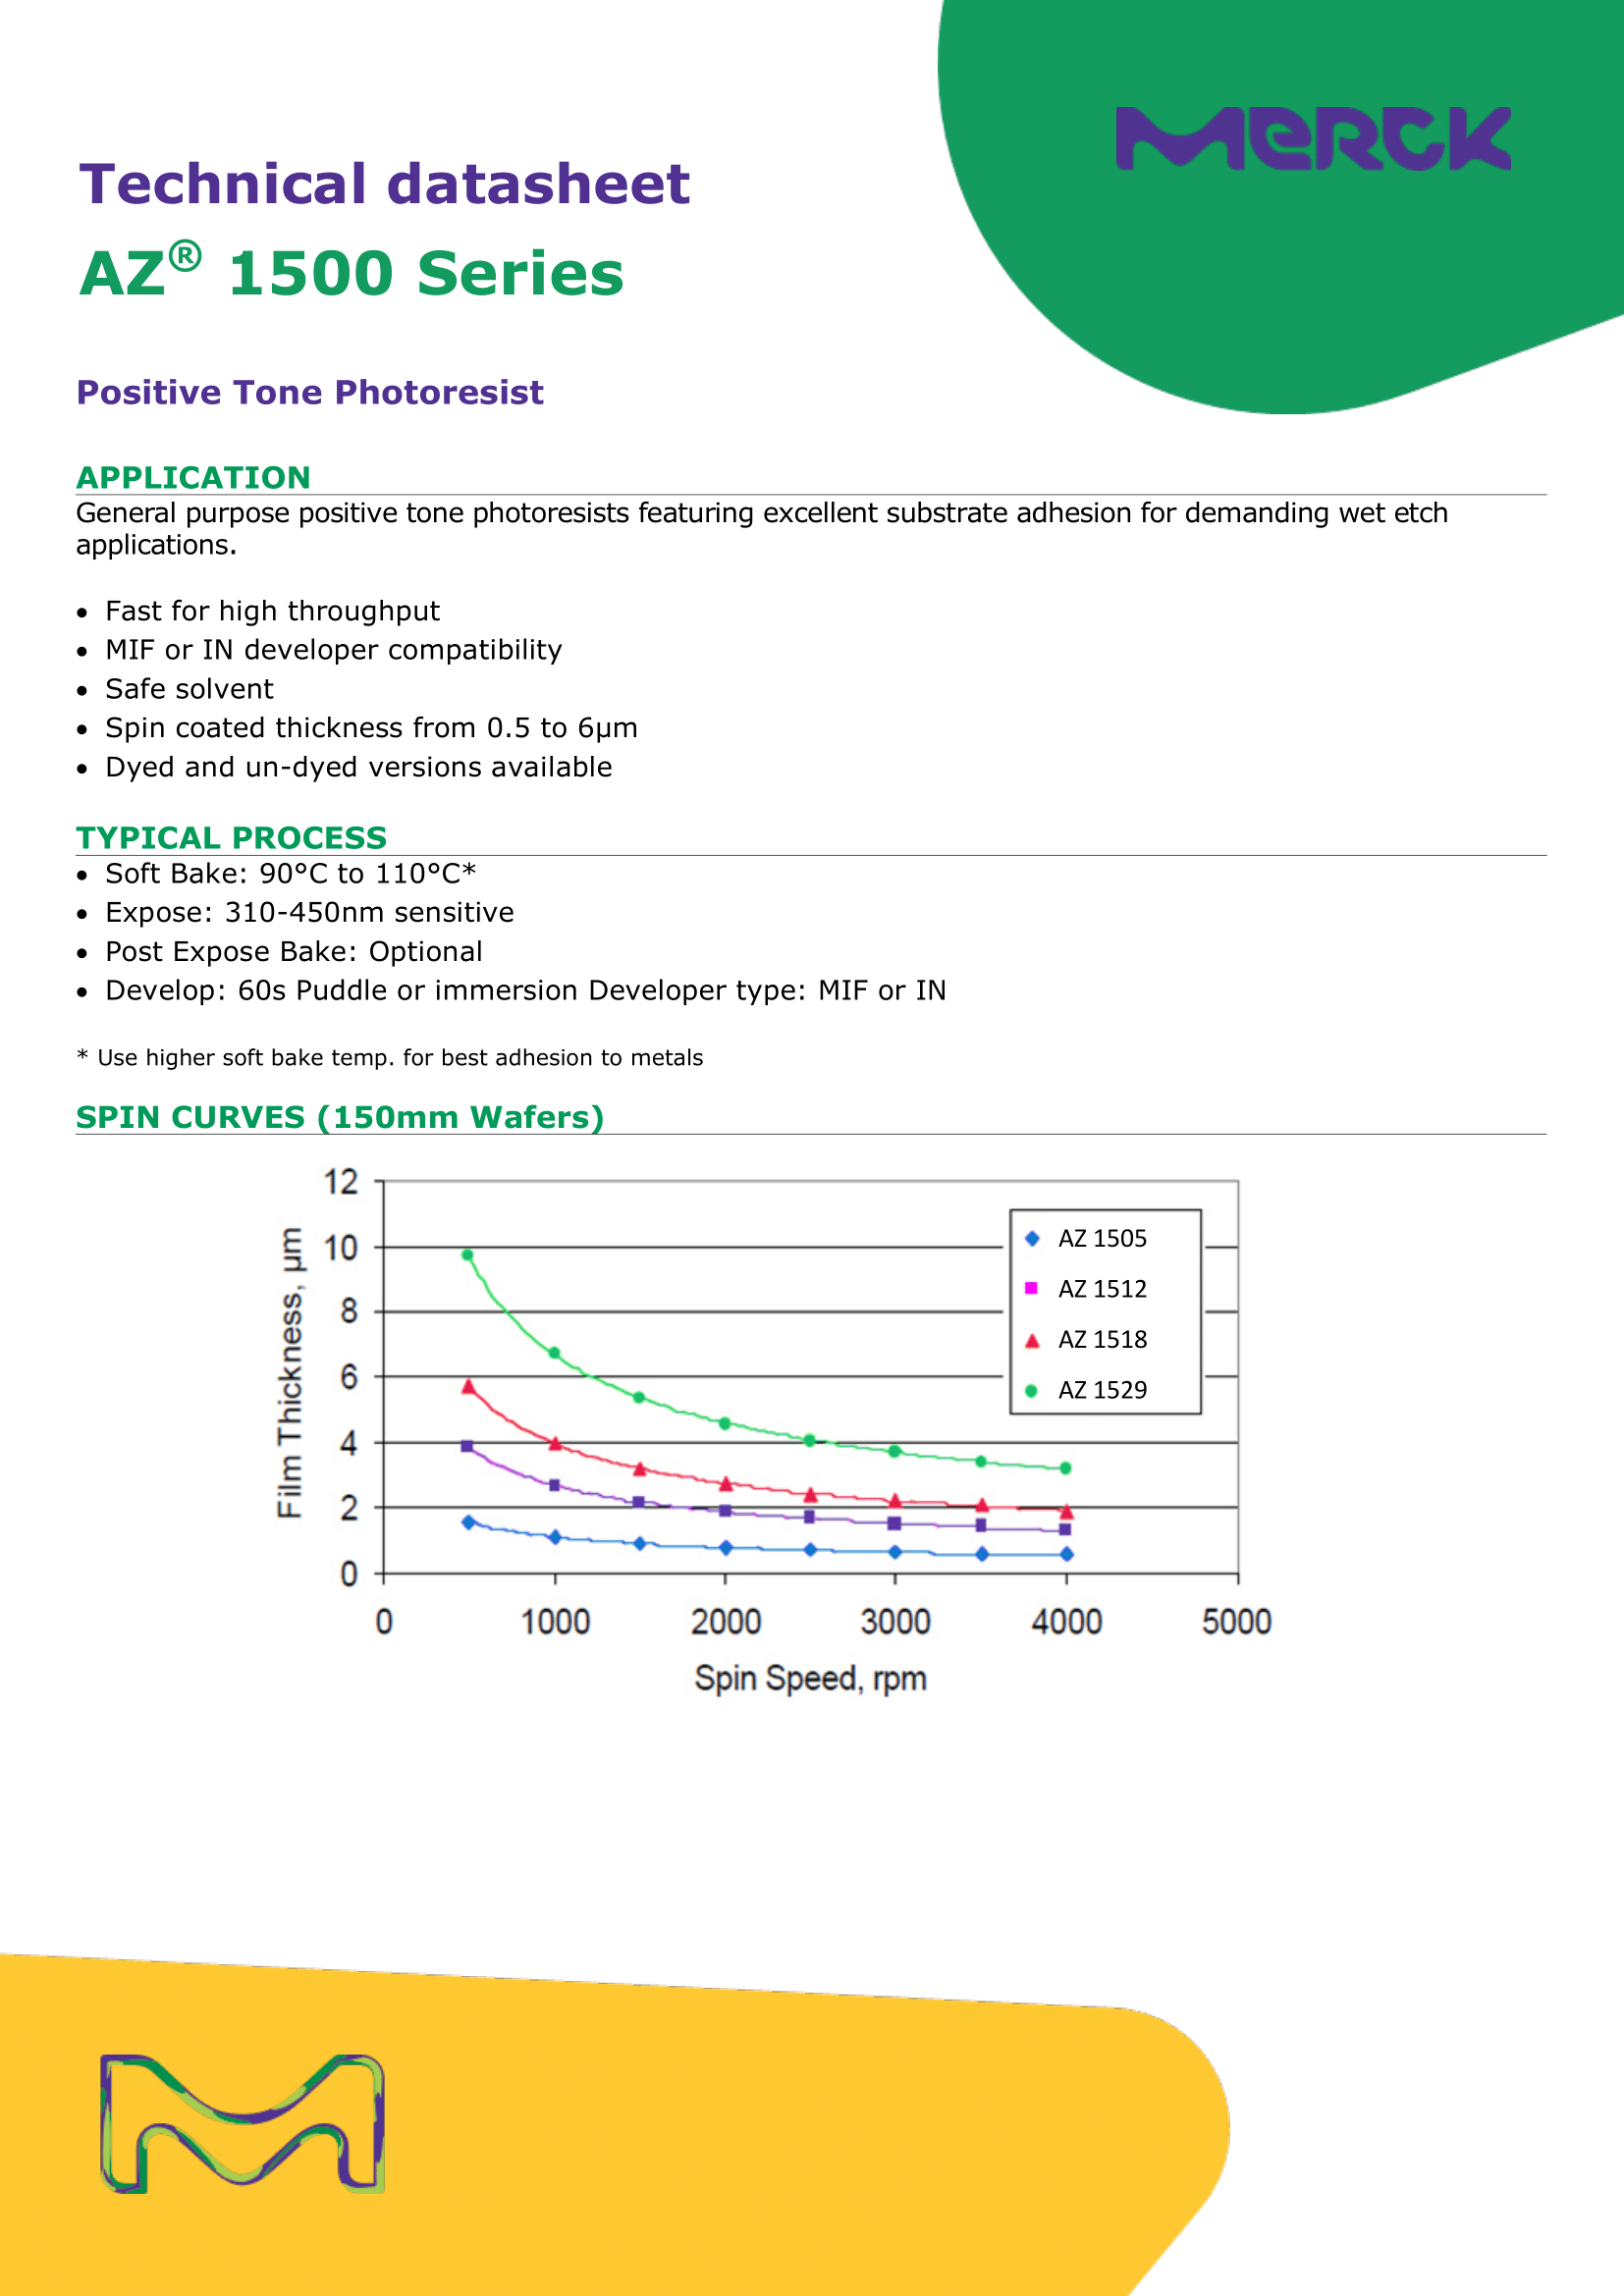 MERCK
Technical datasheet
AZ® 1500 Series
Positive Tone Photoresist
APPLICATION
General purpose positive tone photoresists featuring excellent substrate adhesion for demanding wet etch
applications.
• Fast for high throughput
• MIF or IN developer compatibility
• Safe solvent
• Spin coated thickness from 0.5 to 6µm
• Dyed and un-dyed versions available
TYPICAL PROCESS
• Soft Bake: 90°C to 110°C*
• Expose: 310-450nm sensitive
• Post Expose Bake: Optional
• Develop: 60s Puddle or immersion Developer type: MIF or IN
* Use higher soft bake temp. for best adhesion to metals
SPIN CURVES (150mm Wafers)
Film Thickness, µm
12
10
8
6
4
2
0
AZ 1505
AZ 1512
AZ 1518
AZ 1529
0 1000 2000 3000 4000 5000
Spin Speed, rpm